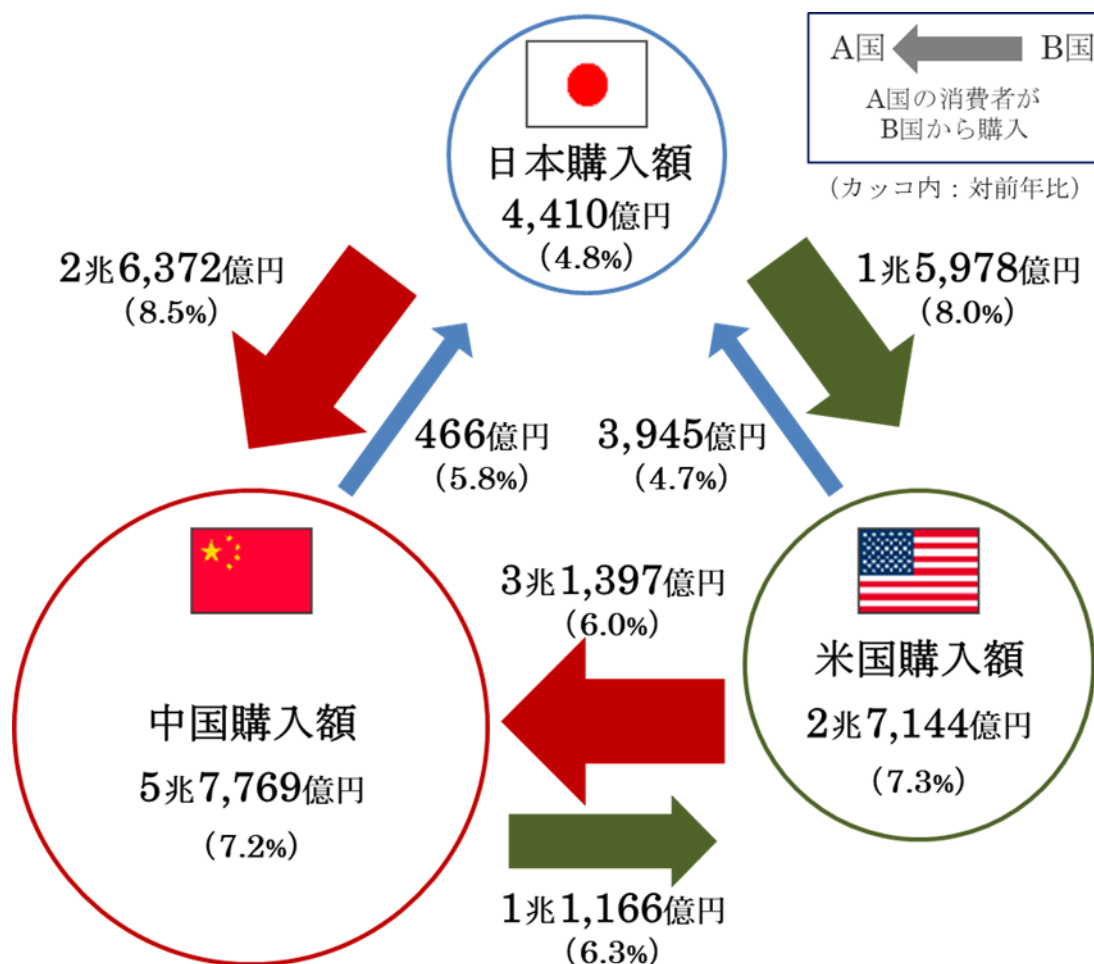 A国 B国
A国の消費者が
B国から購入
（カッコ内：対前年比）
日本購入額
4,410億円
(4.8%)
2兆6,372億円
(8.5%)
1兆5,978億円
(8.0%)
466億円
(5.8%)
3,945億円
(4.7%)
3兆1,397億円
(6.0%)
中国購入額
5兆7,769億円
(7.2%)
米国購入額
2兆7,144億円
(7.3%)
1兆1,166億円
(6.3%)